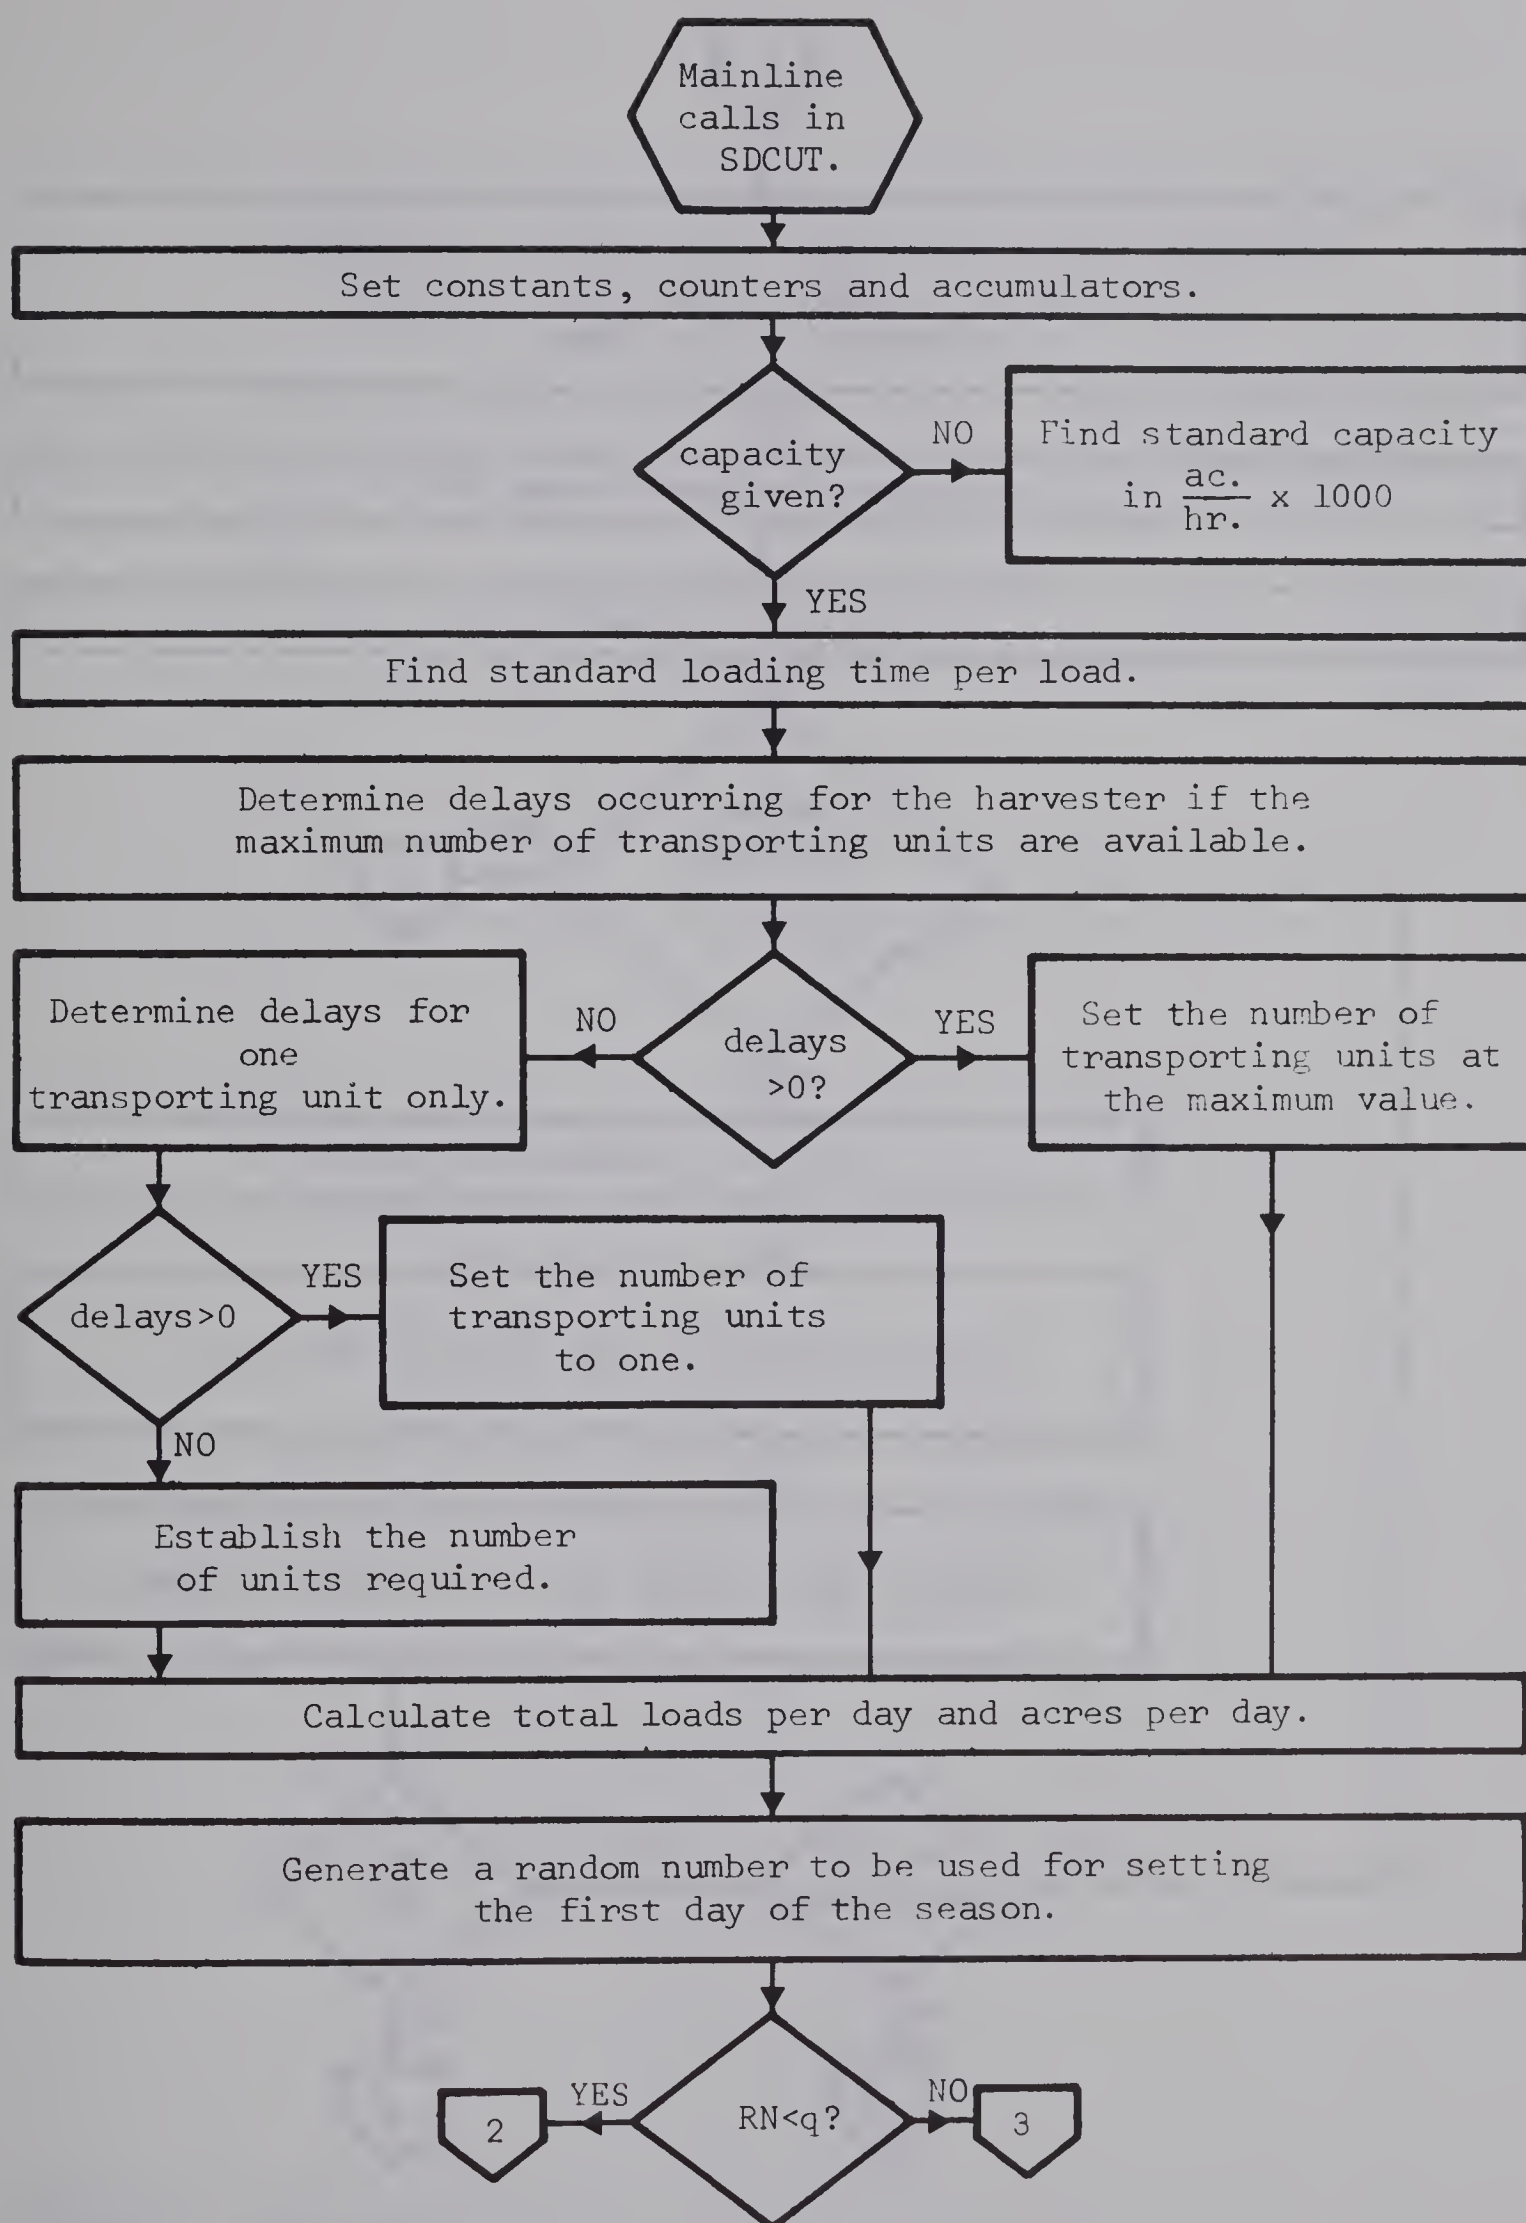 Mainline
calls in
SDCUT.
Set constants, counters and accumulators.
capacity
given?
NO
Find standard capacity
in ac./hr. x 1000
YES
Find standard loading time per load.
Determine delays occurring for the harvester if the
maximum number of transporting units are available.
Determine delays for
one
transporting unit only.
NO
delays
>0?
YES
Set the number of
transporting units at
the maximum value.
delays>0
YES
Set the number of
transporting units
to one.
NO
Establish the number
of units required.
Calculate total loads per day and acres per day.
Generate a random number to be used for setting
the first day of the season.
2
YES
RN<q?
NO
3